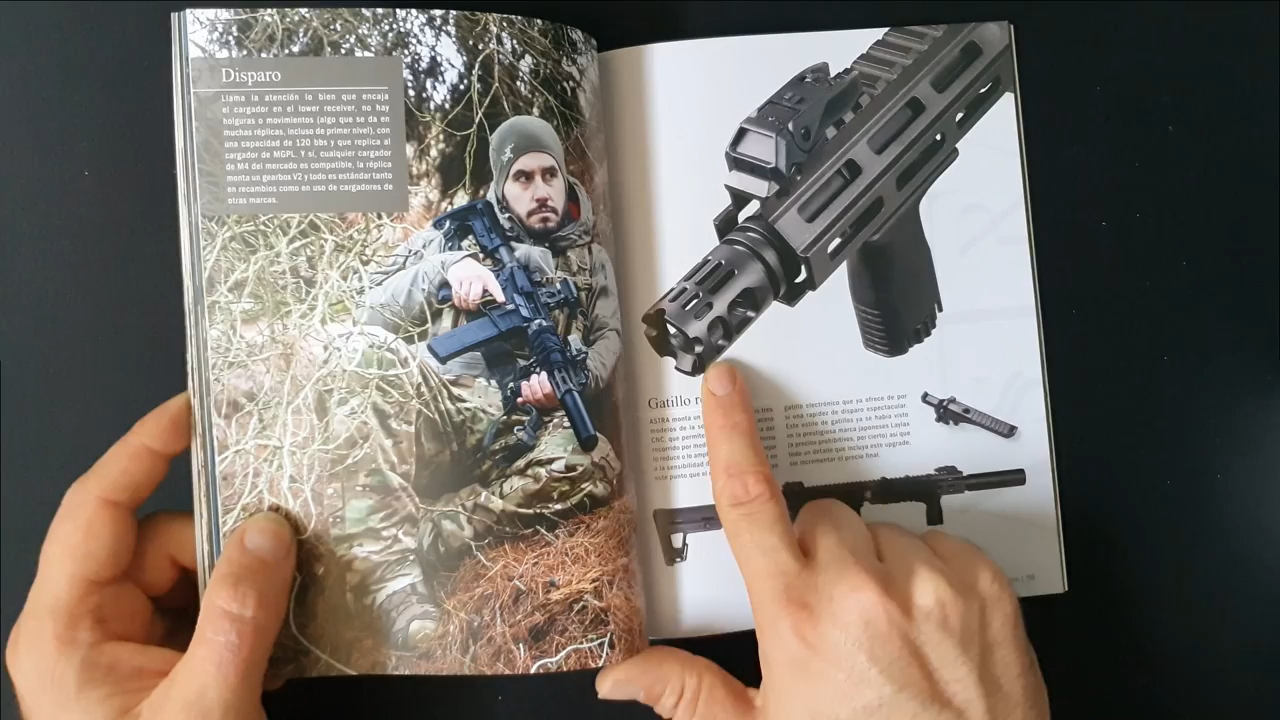 Disparo
Llama la atención lo bien que encaja
el cargador en el lower receiver, no hay
holguras o movimientos (algo que se da en
muchas réplicas, incluso de primer nivel), con
una capacidad de 120 bbs y que replica al
cargador de MGPL. Y sí, cualquier cargador
de M4 del mercado es compatible, la réplica
monta un gearbox V2 y todo es estándar tanto
en recambios como en uso de cargadores de
otras marcas.
Gatillo
ASTRA monta un
modelos de la
CNC, que permite
recorrido por
lo reduce o lo
a la sensibilidad
este punto que el
tres
gatillo electrónico que ya ofrece de por
si una rapidez de disparo espectacular.
Este estilo de gatillos ya se había visto
en la prestigiosa marca japoneses Laylax
(a precios prohibitivos, por cierto) así que
todo un detalle que incluya este upgrade,
sin incrementar el precio final.